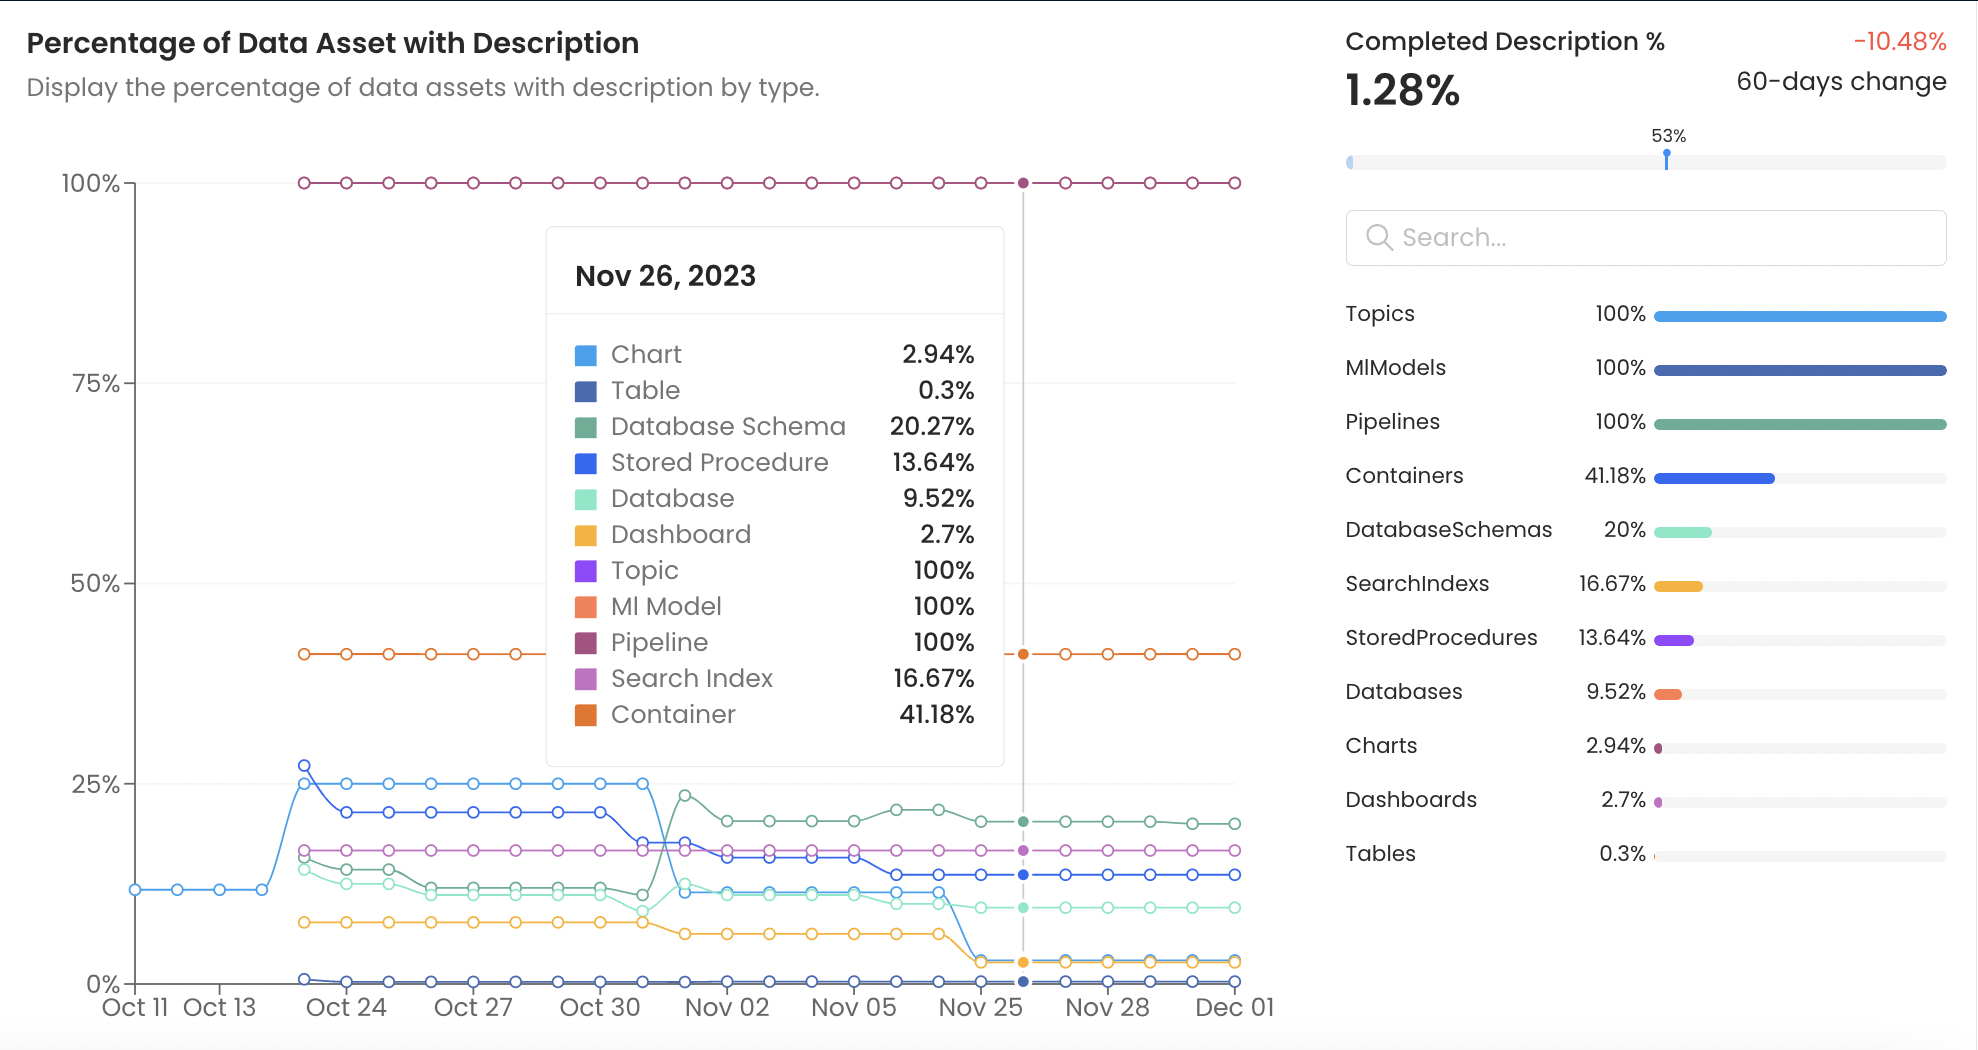 Percentage of Data Asset with Description
Display the percentage of data assets with description by type.
100%
75%
50%
25%
0%
Oct 11 Oct 13 Oct 24 Oct 27 Oct 30 Nov 02 Nov 05 Nov 25 Nov 28 Dec 01
Nov 26, 2023
Chart 2.94%
Table 0.3%
Database Schema 20.27%
Stored Procedure 13.64%
Database 9.52%
Dashboard 2.7%
Topic 100%
Ml Model 100%
Pipeline 100%
Search Index 16.67%
Container 41.18%
Completed Description % -10.48%
1.28% 60-days change
53%
Search...
Topics 100%
MlModels 100%
Pipelines 100%
Containers 41.18%
DatabaseSchemas 20%
SearchIndexs 16.67%
StoredProcedures 13.64%
Databases 9.52%
Charts 2.94%
Dashboards 2.7%
Tables 0.3%